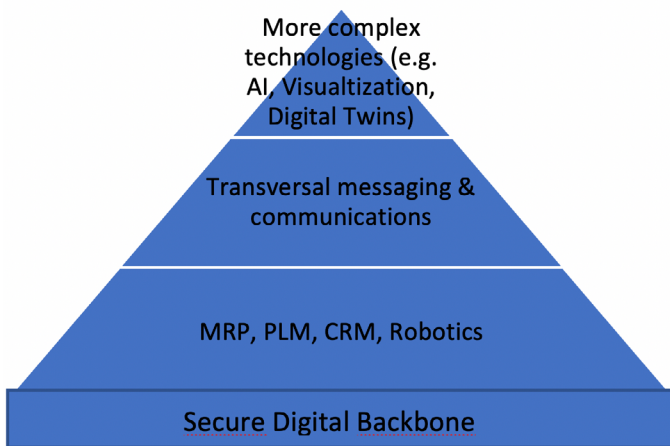 More complex
technologies (e.g.
AI, Visualtization,
Digital Twins)
Transversal messaging &
communications
MRP, PLM, CRM, Robotics
Secure Digital Backbone